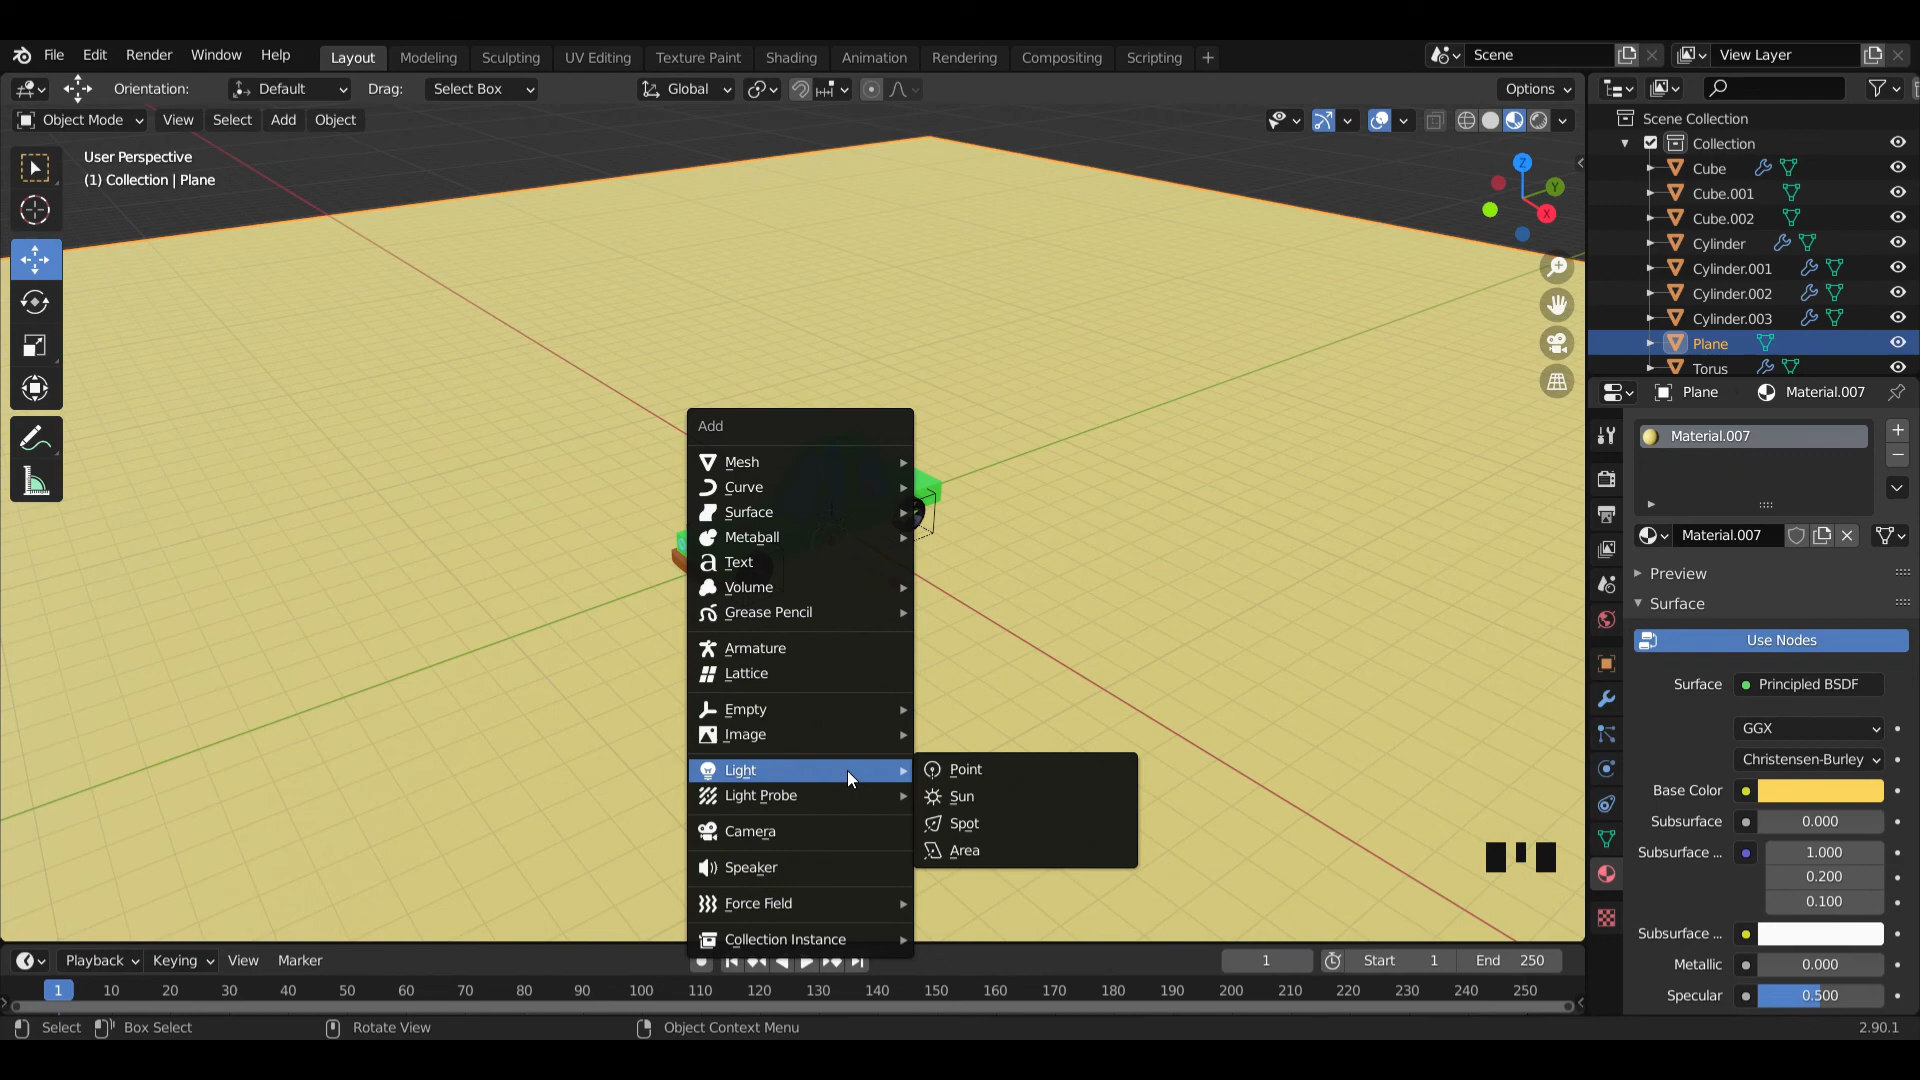 File Edit Render Window Help Layout Modeling Sculpting UV Editing Texture Paint Shading Animation Rendering Compositing Scripting + Scene View Layer
Orientation: Default Drag: Select Box Global Options
Object Mode View Select Add Object
User Perspective
(1) Collection | Plane
Z
Y
X
Scene Collection
Collection
Cube
Cube.001
Cube.002
Cylinder
Cylinder.001
Cylinder.002
Cylinder.003
Plane
Torus
Plane Material.007
Material.007
Material.007
Preview
Surface
Use Nodes
Surface Principled BSDF
GGX
Christensen-Burley
Base Color
Subsurface 0.000
Subsurface ... 1.000
0.200
0.100
Subsurface ...
Metallic 0.000
Specular 0.500
Add
Mesh
Curve
Surface
Metaball
Text
Volume
Grease Pencil
Armature
Lattice
Empty
Image
Light
Light Probe
Camera
Speaker
Force Field
Collection Instance
Point
Sun
Spot
Area
Playback Keying View Marker 1 Start 1 End 250
1 10 20 30 40 50 60 70 80 90 100 110 120 130 140 150 160 170 180 190 200 210 220 230 240 250
Select Box Select Rotate View Object Context Menu 2.90.1